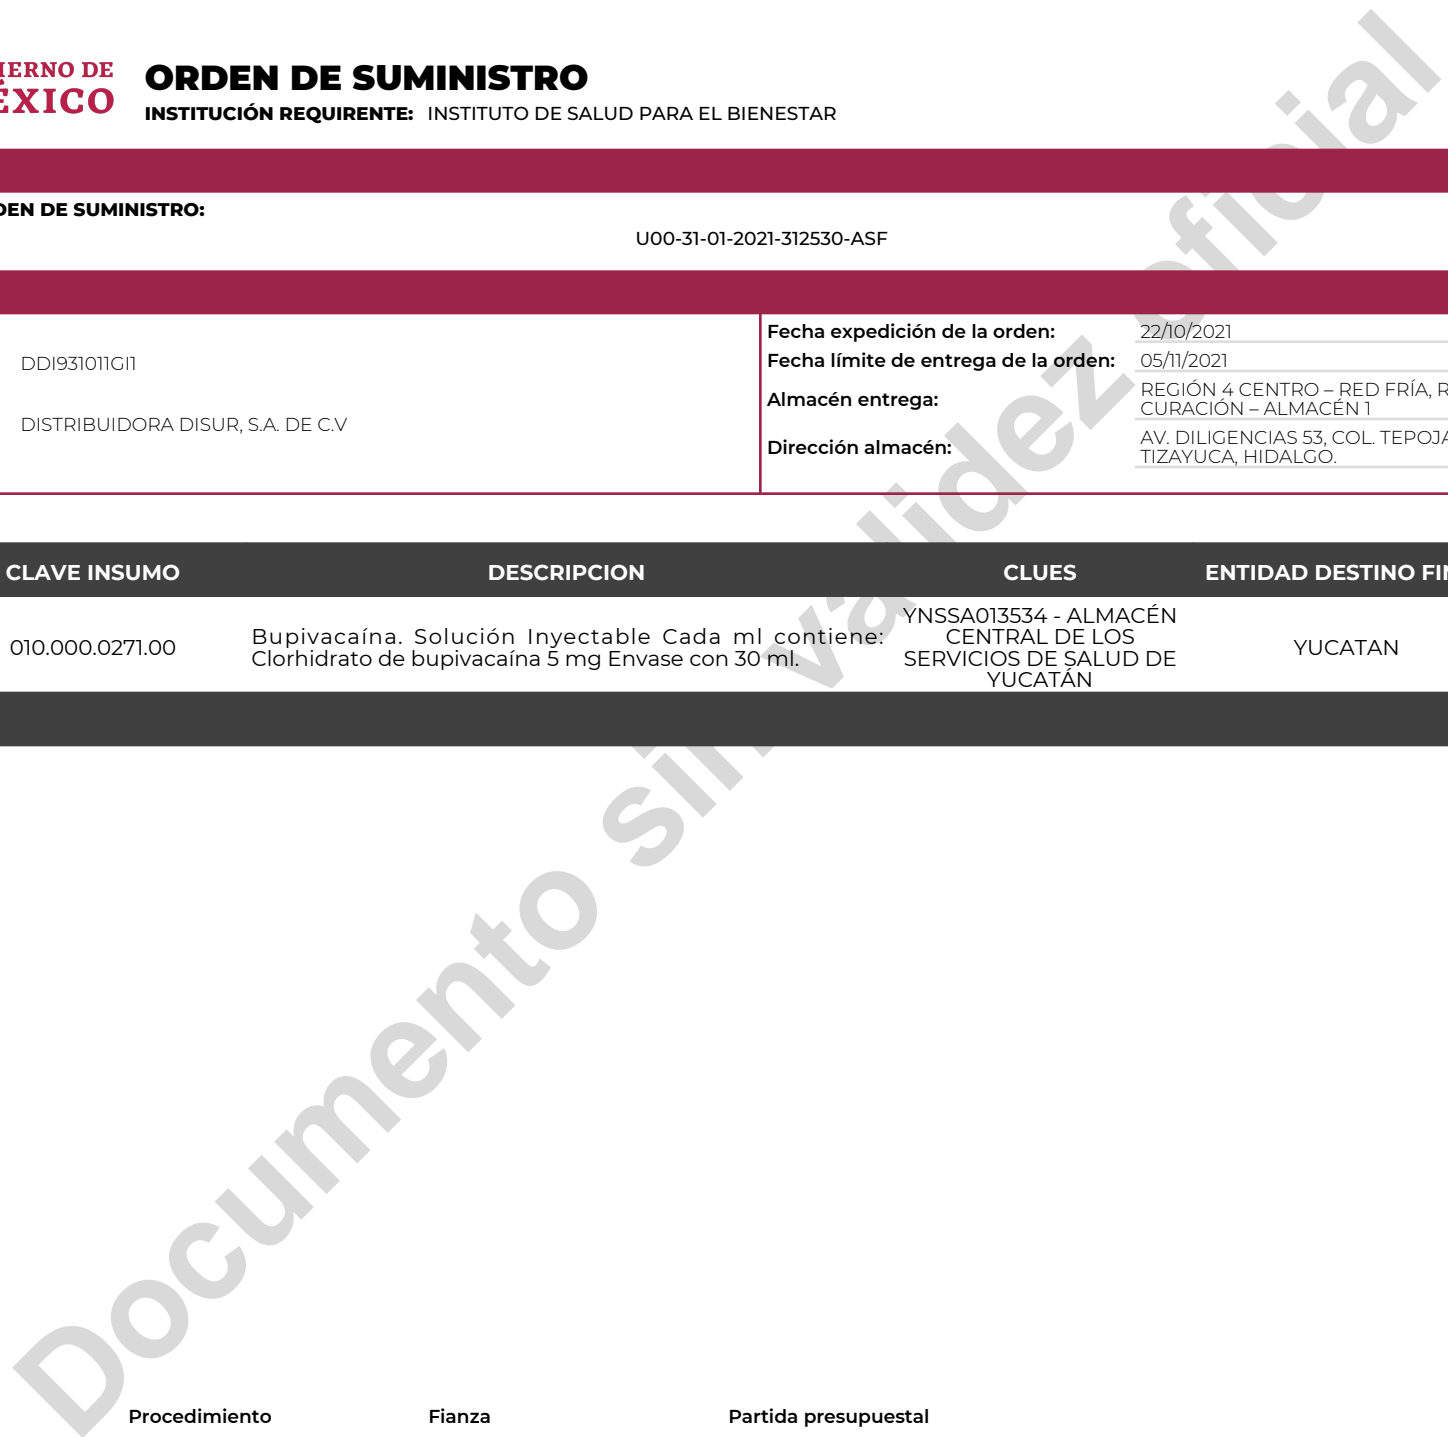 IERNO DE
ÉXICO
ORDEN DE SUMINISTRO
INSTITUCIÓN REQUIRENTE: INSTITUTO DE SALUD PARA EL BIENESTAR
DEN DE SUMINISTRO:
U00-31-01-2021-312530-ASF
DDI931011GI1
DISTRIBUIDORA DISUR, S.A. DE C.V
Fecha expedición de la orden: 22/10/2021
Fecha límite de entrega de la orden: 05/11/2021
Almacén entrega: REGIÓN 4 CENTRO – RED FRÍA, R
CURACIÓN – ALMACÉN 1
Dirección almacén: AV. DILIGENCIAS 53, COL. TEPOJA
TIZAYUCA, HIDALGO.
CLAVE INSUMO DESCRIPCION CLUES ENTIDAD DESTINO FIN
010.000.0271.00
Bupivacaína. Solución Inyectable Cada ml contiene:
Clorhidrato de bupivacaína 5 mg Envase con 30 ml.
YNSSA013534 - ALMACÉN
CENTRAL DE LOS
SERVICIOS DE SALUD DE
YUCATÁN
YUCATAN
Documento sin validez oficial
Procedimiento Fianza Partida presupuestal